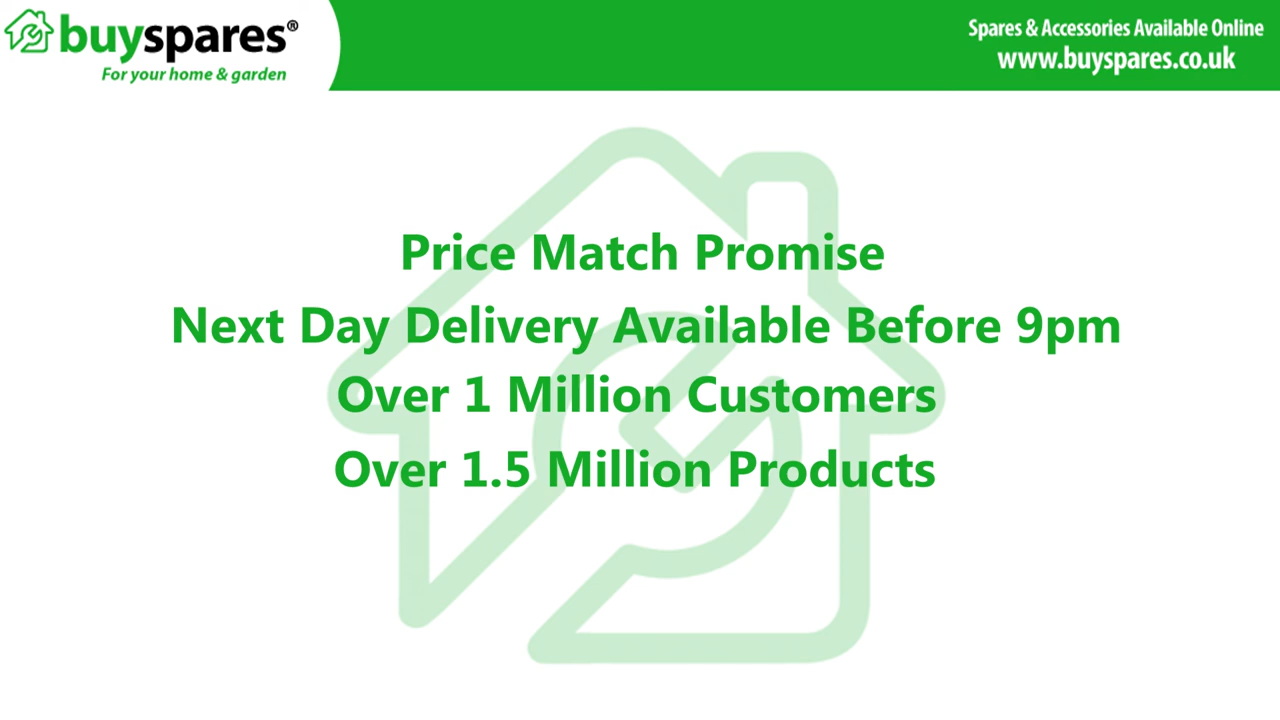 buyspares®
For your home & garden
Spares & Accessories Available Online
www.buyspares.co.uk
Price Match Promise
Next Day Delivery Available Before 9pm
Over 1 Million Customers
Over 1.5 Million Products